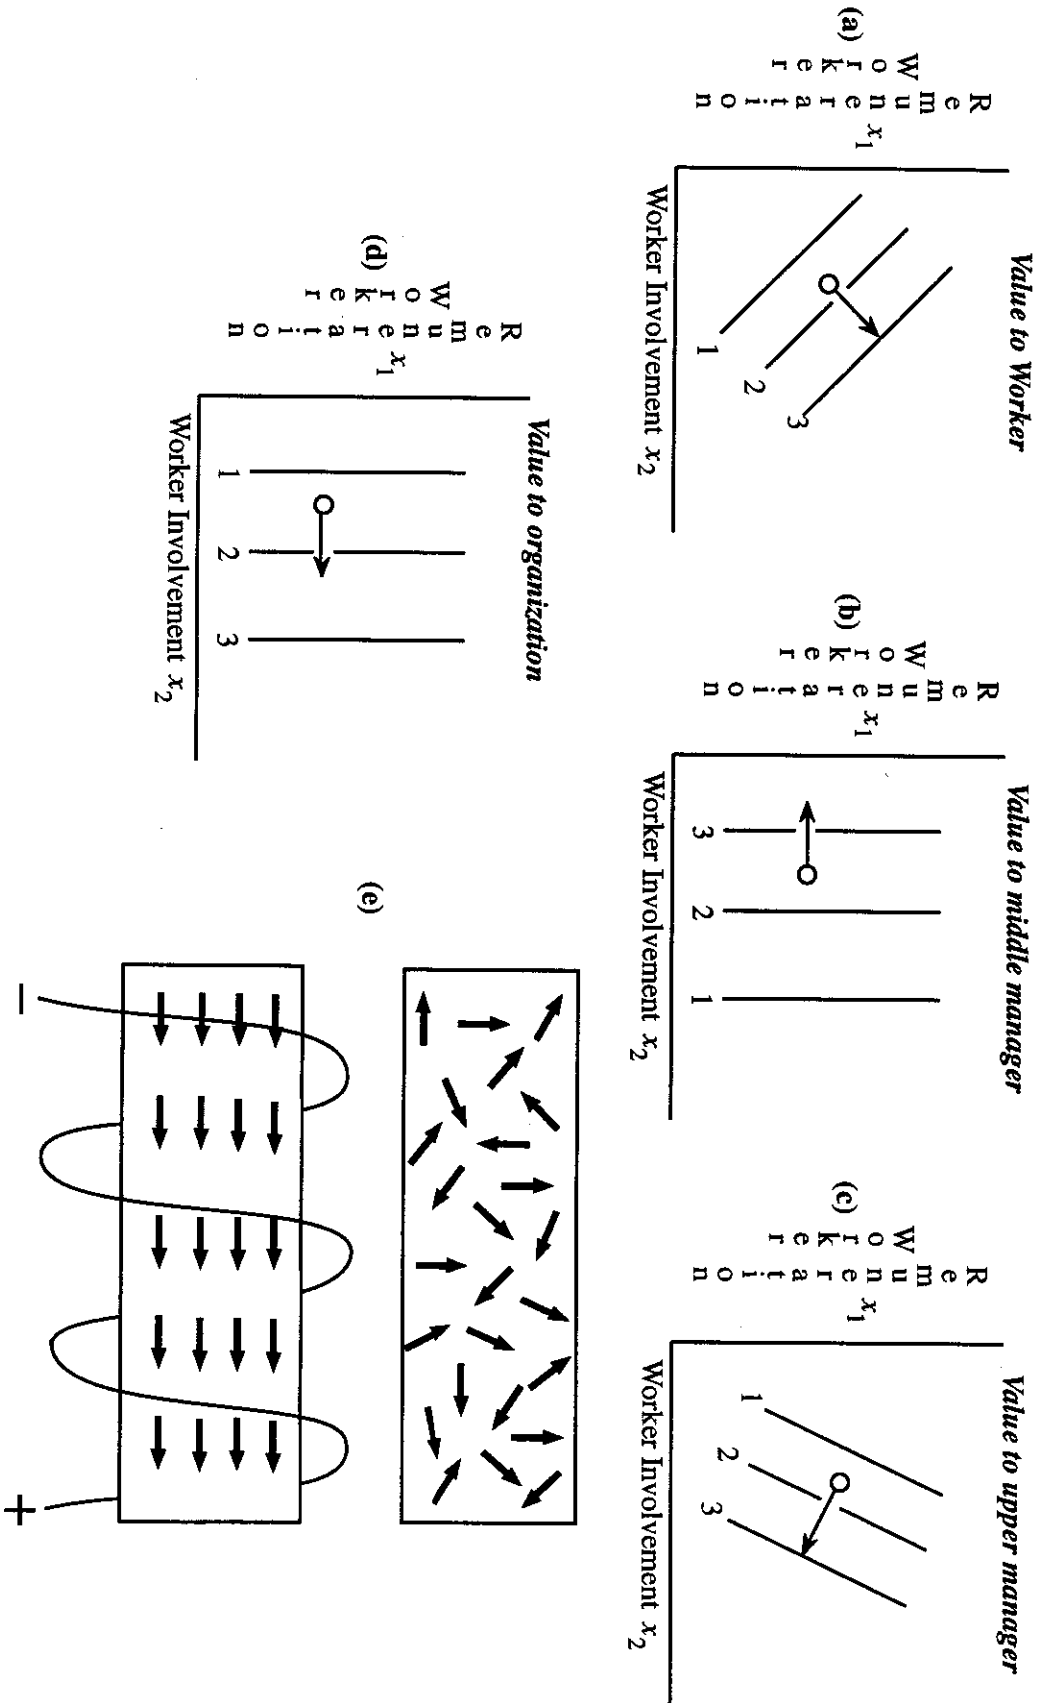 Value to Worker
(a)
Worker
Remuneration
x1
1
2
3
Worker Involvement x2
Value to middle manager
(b)
Worker
Remuneration
x1
3
2
1
Worker Involvement x2
Value to upper manager
(c)
Worker
Remuneration
x1
1
2
3
Worker Involvement x2
Value to organization
(d)
Worker
Remuneration
x1
1
2
3
Worker Involvement x2
(e)
−
+